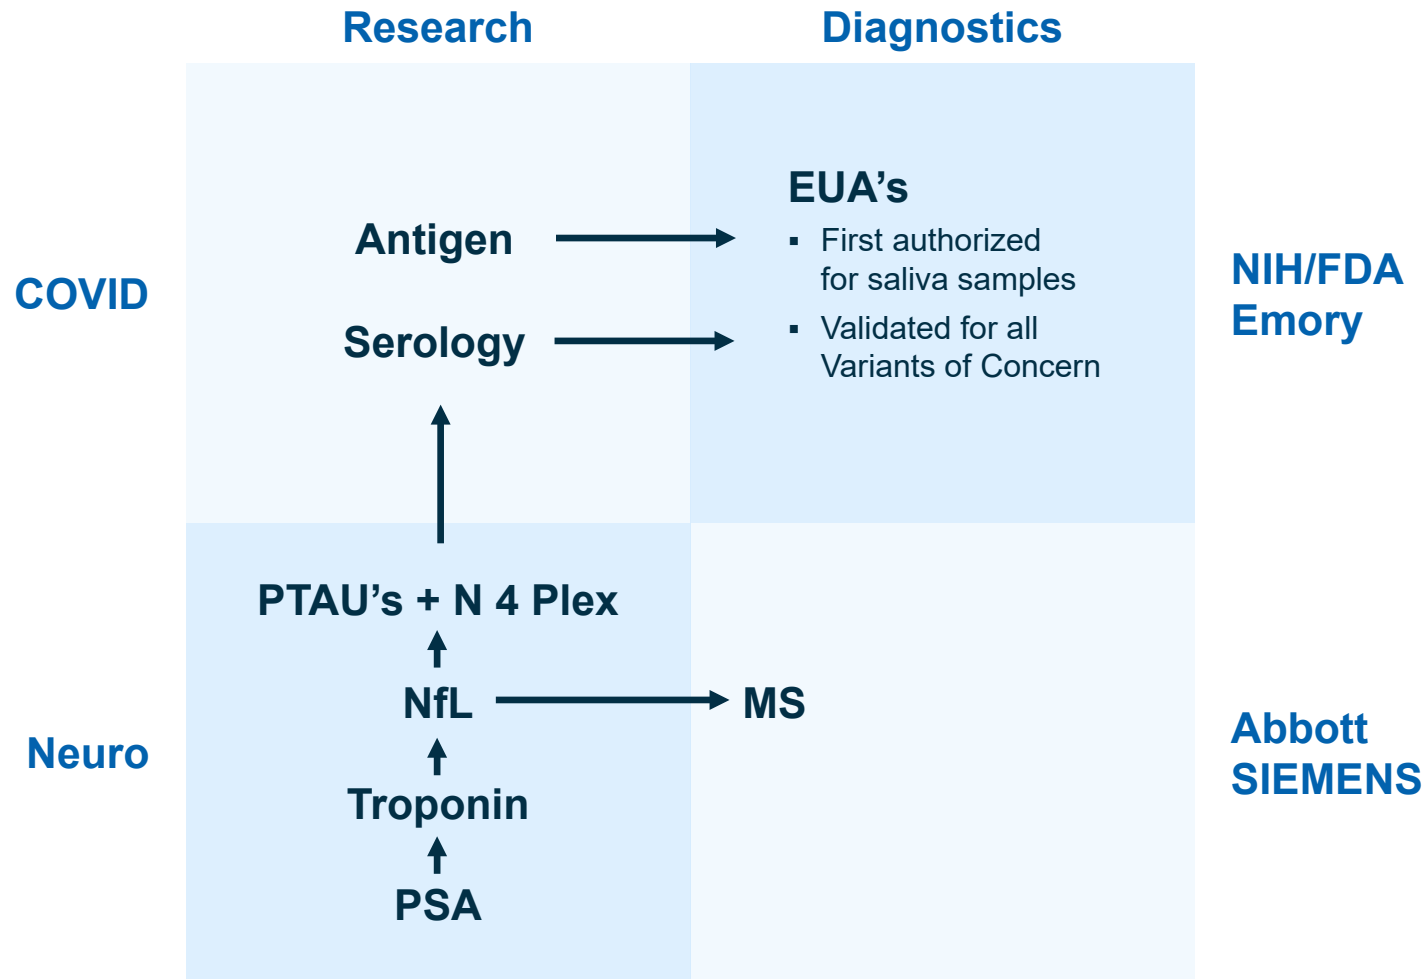 Research
Diagnostics
COVID
Antigen
Serology
EUA’s
▪ First authorized
for saliva samples
▪ Validated for all
Variants of Concern
NIH/FDA
Emory
Neuro
PTAU’s + N 4 Plex
NfL
MS
Troponin
PSA
Abbott
SIEMENS